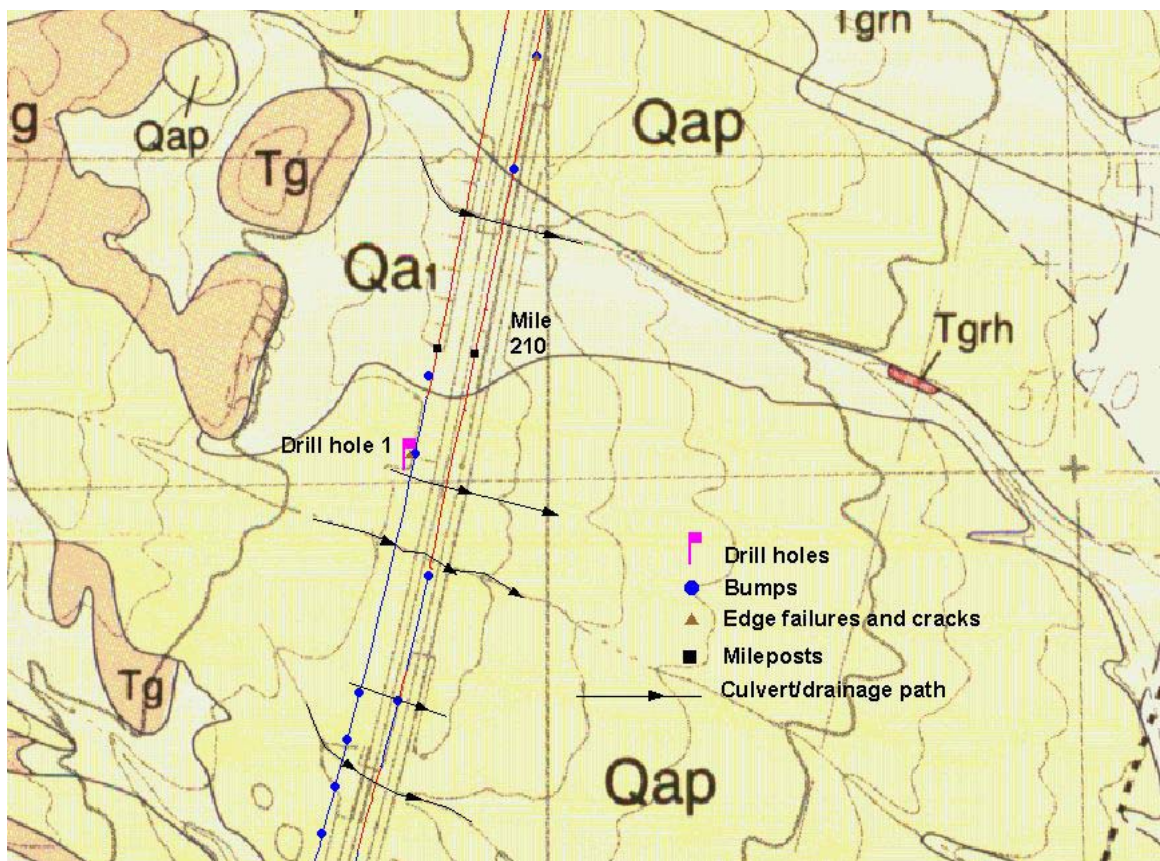 Tgrh
g
Qap
Qap
Tg
Qa1
Mile
210
Tgrh
Drill hole 1
Drill holes
Bumps
Edge failures and cracks
Mileposts
Culvert/drainage path
Tg
Qap